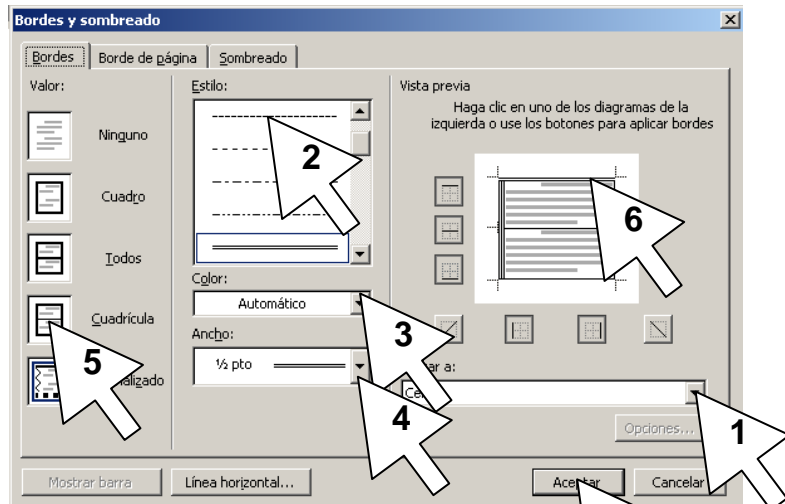 Bordes y sombreado
Bordes
Borde de página
Sombreado
Valor:
Ninguno
Cuadro
Todos
Cuadrícula
5
Estilo:
2
Color:
Automático
3
Ancho:
½ pto
4
Vista previa
Haga clic en uno de los diagramas de la
izquierda o use los botones para aplicar bordes
6
a:
1
Opciones...
Mostrar barra
Línea horizontal...
Cancelar